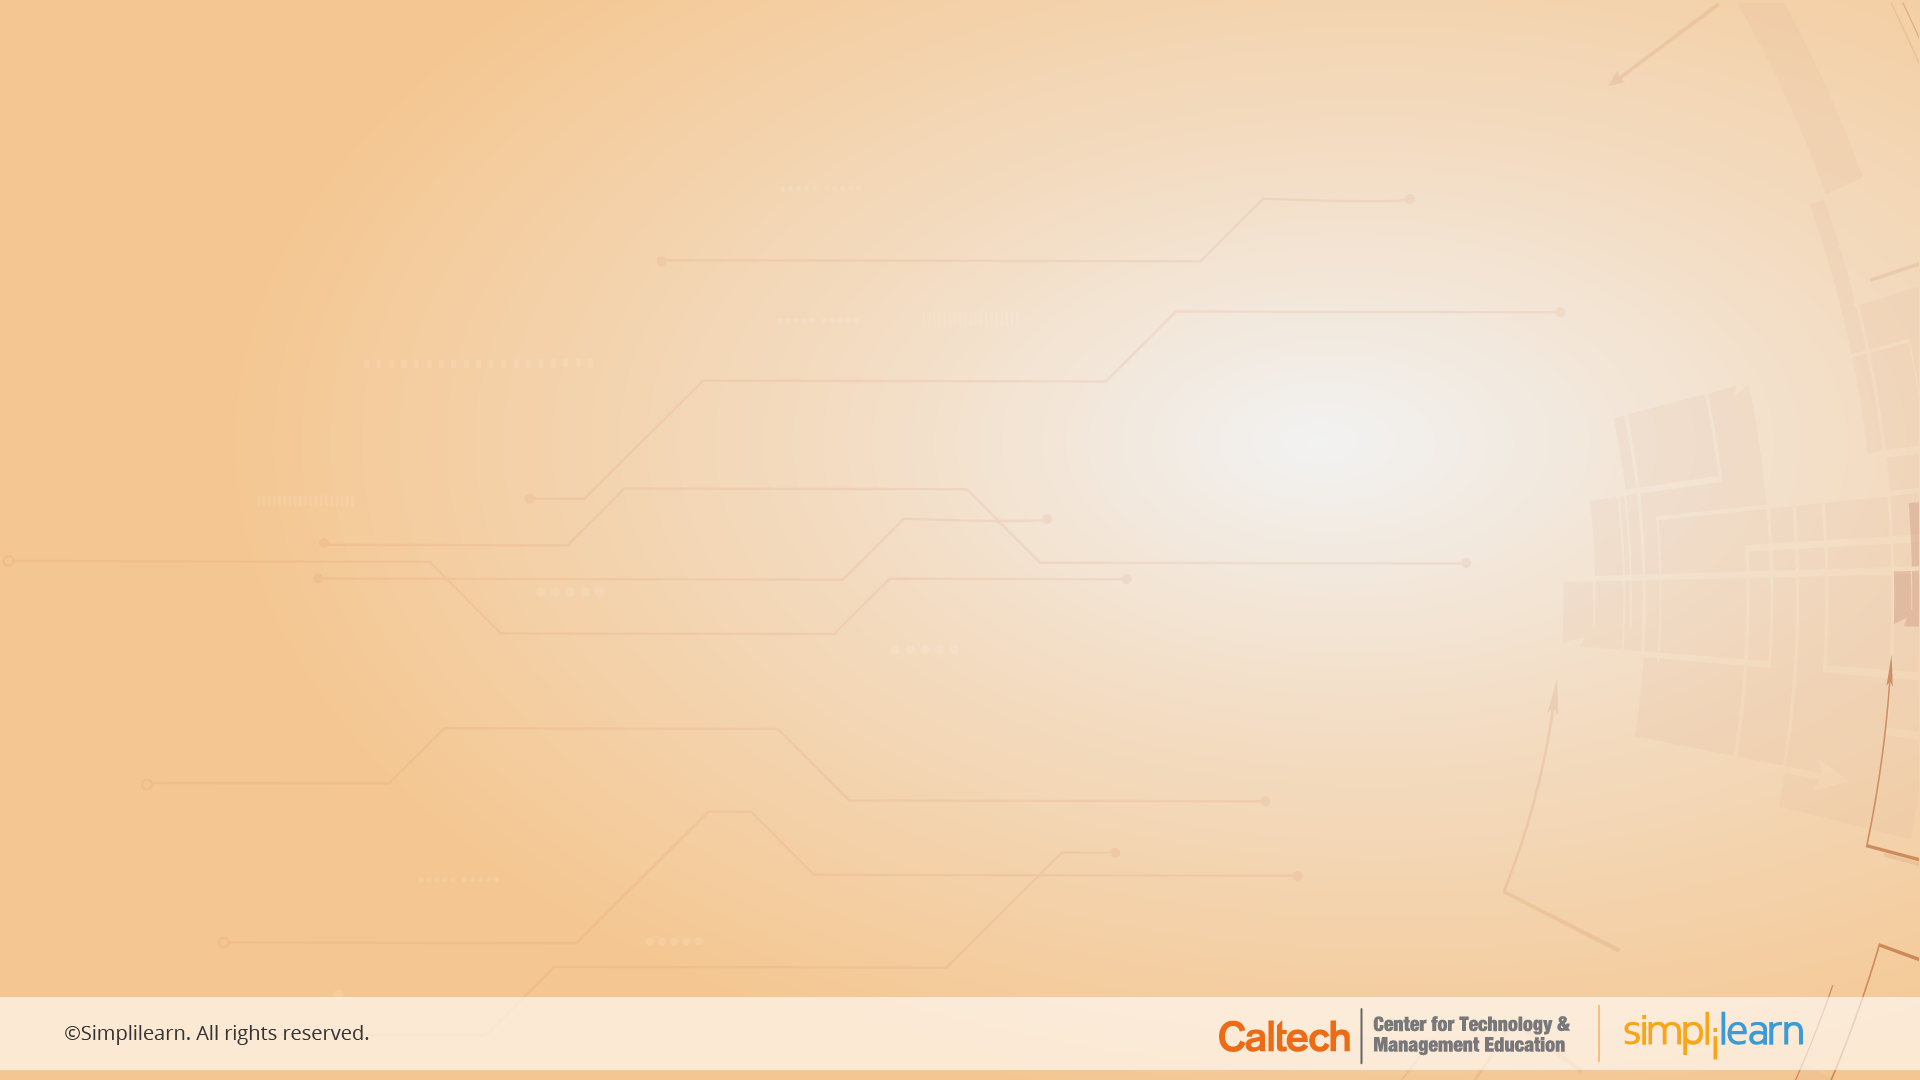 ©Simplilearn. All rights reserved.
Caltech
Center for Technology &
Management Education
simplilearn